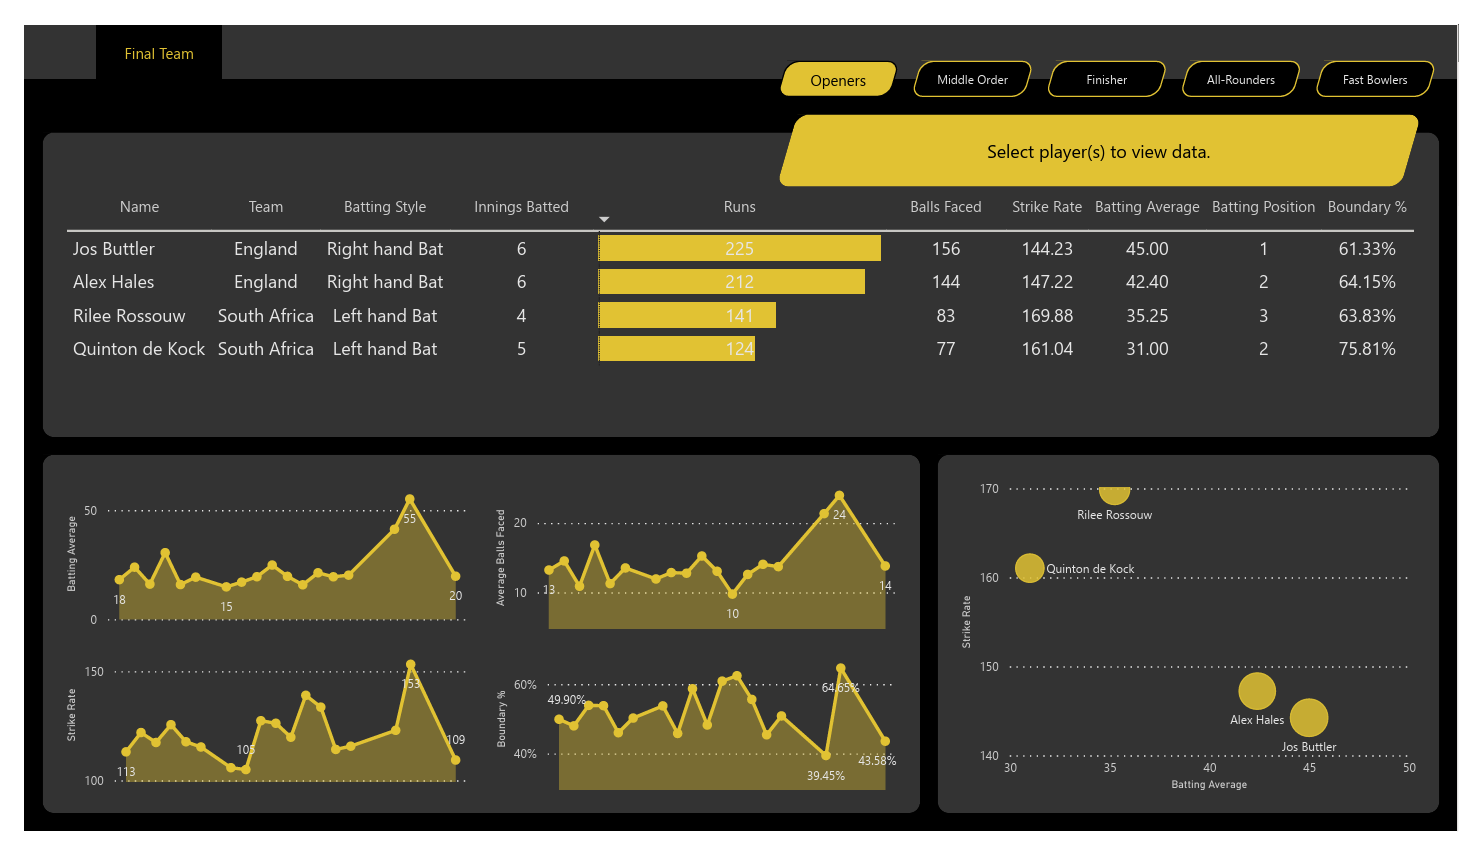 Final Team
Openers
Middle Order
Finisher
All-Rounders
Fast Bowlers
Select player(s) to view data.
Name Team Batting Style Innings Batted Runs Balls Faced Strike Rate Batting Average Batting Position Boundary %
Jos Buttler England Right hand Bat 6 225 156 144.23 45.00 1 61.33%
Alex Hales England Right hand Bat 6 212 144 147.22 42.40 2 64.15%
Rilee Rossouw South Africa Left hand Bat 4 141 83 169.88 35.25 3 63.83%
Quinton de Kock South Africa Left hand Bat 5 124 77 161.04 31.00 2 75.81%
Batting Average
50
0
18
15
55
20
Average Balls Faced
20
10
13
10
24
14
Strike Rate
150
100
113
105
153
109
Boundary %
60%
40%
49.90%
39.45%
64.65%
43.58%
Strike Rate
170
160
150
140
Rilee Rossouw
Quinton de Kock
Alex Hales
Jos Buttler
30 35 40 45 50
Batting Average